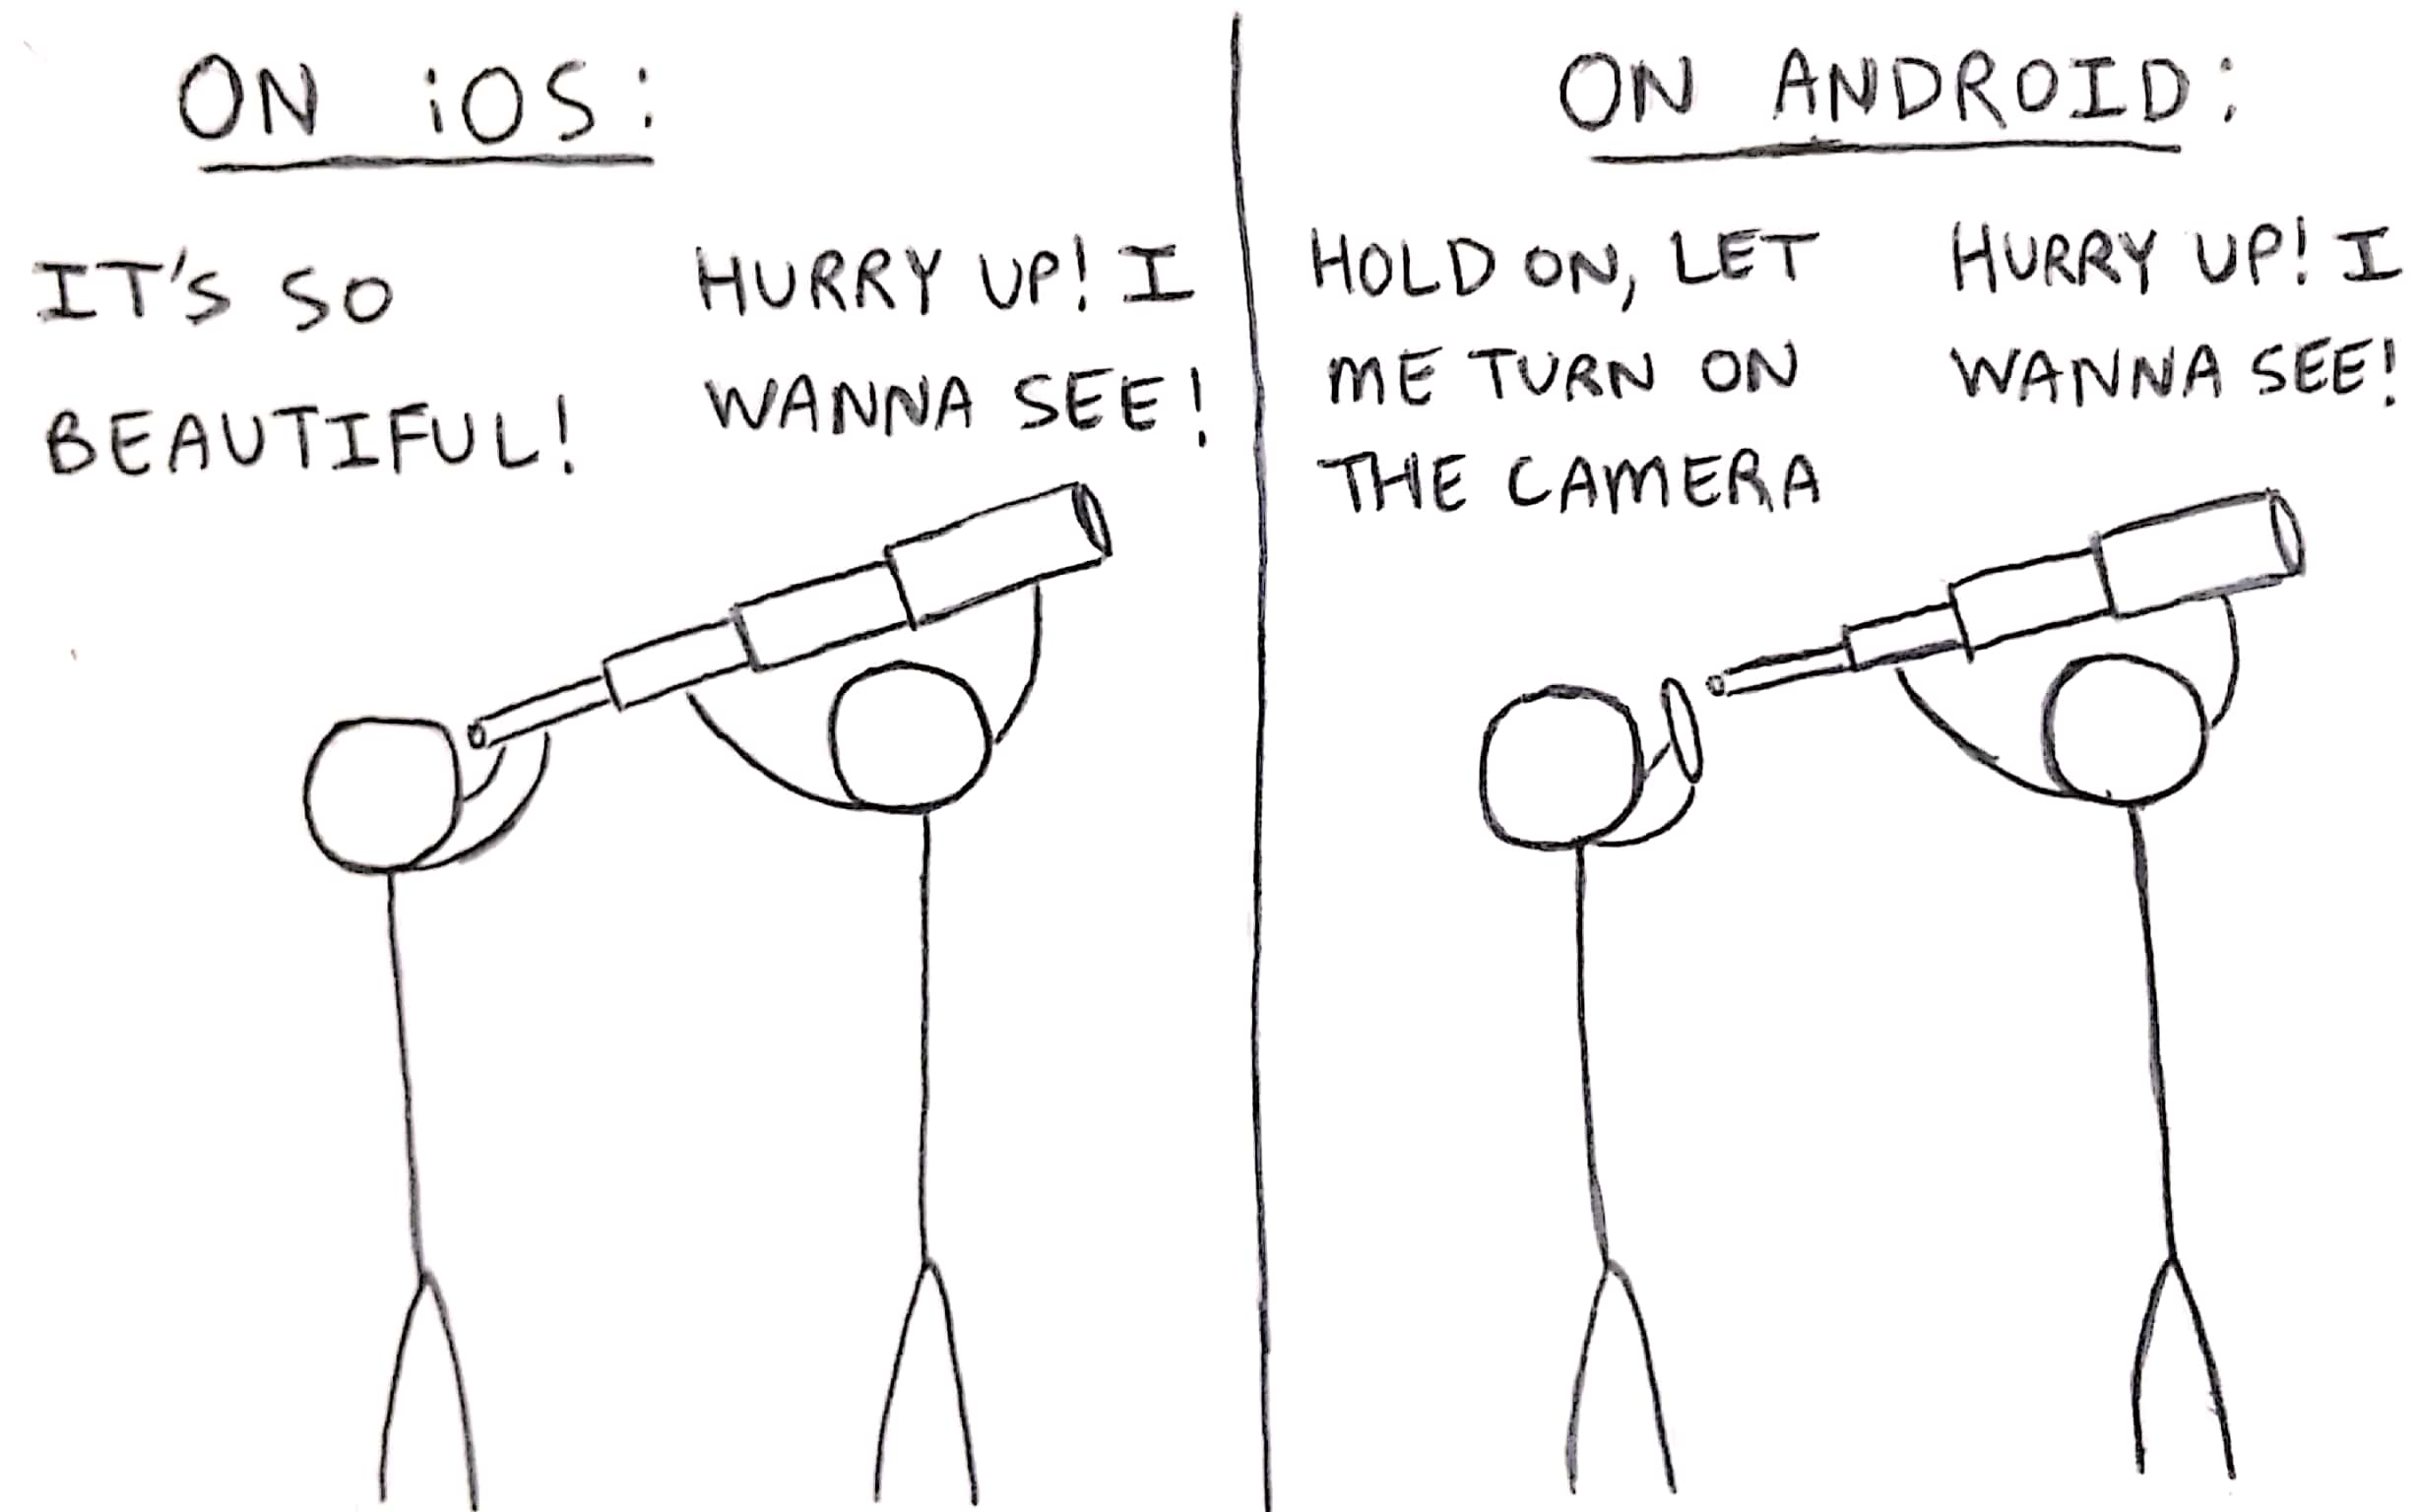 ON iOS:
IT'S SO
BEAUTIFUL!
HURRY UP! I
WANNA SEE!
ON ANDROID:
HOLD ON, LET
ME TURN ON
THE CAMERA
HURRY UP! I
WANNA SEE!